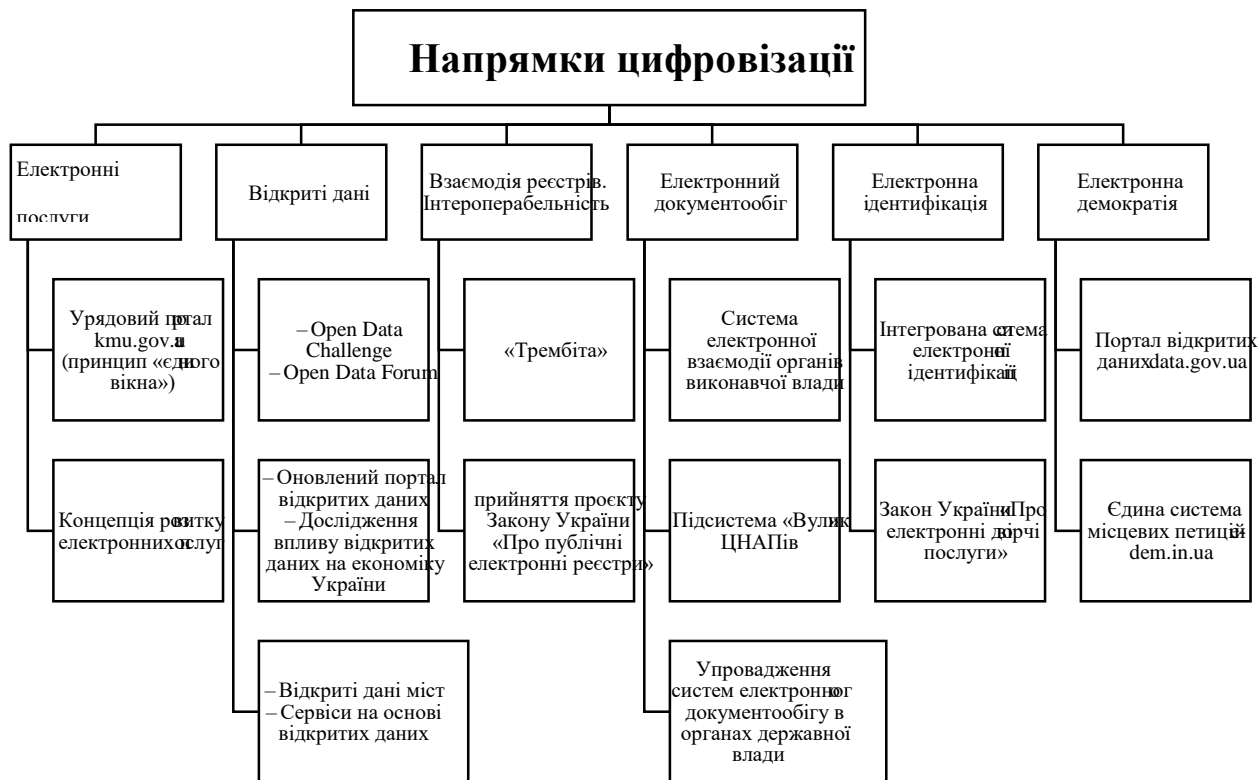 Напрямки цифровізації
Електронні
послуги
Відкриті дані
Взаємодія реєстрів.
Інтероперабельність
Електронний
документообіг
Електронна
ідентифікація
Електронна
демократія
Урядовий портал
kmu.gov.ua
(принцип «єдиного
вікна»)
Концепція розвитку
електронних послуг
– Open Data
Challenge
– Open Data Forum
– Оновлений портал
відкритих даних
– Дослідження
впливу відкритих
даних на економіку
України
– Відкриті дані міст
– Сервіси на основі
відкритих даних
«Трембіта»
прийняття проєкту
Закону України
«Про публічні
електронні реєстри»
Система
електронної
взаємодії органів
виконавчої влади
Підсистема «Вулик»
ЦНАПів
Упровадження
систем електронного
документообігу в
органах державної
влади
Інтегрована система
електронної
ідентифікації
Закон України «Про
електронні довірчі
послуги»
Портал відкритих
даних data.gov.ua
Єдина система
місцевих петицій e-
dem.in.ua